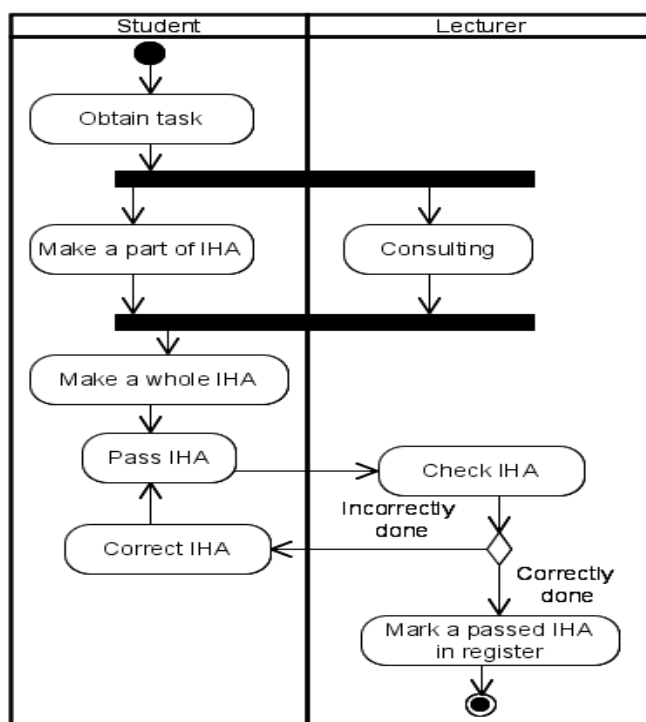 Student
Lecturer
Obtain task
Make a part of IHA
Consulting
Make a whole IHA
Pass IHA
Check IHA
Incorrectly
done
Correct IHA
Correctly
done
Mark a passed IHA
in register